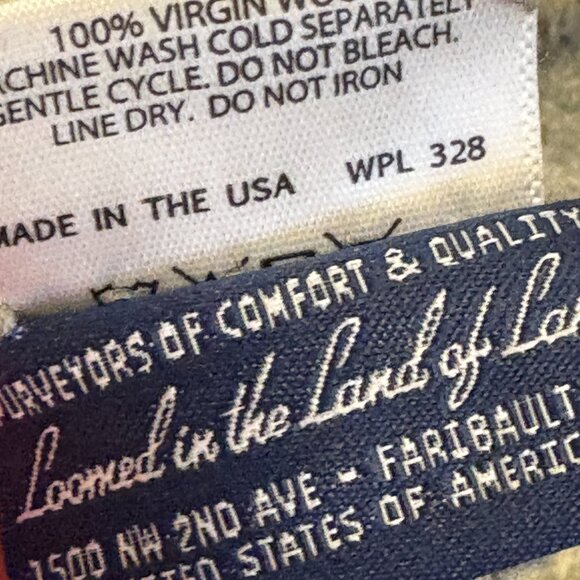 100% VIRGIN
MACHINE WASH COLD SEPARATELY
GENTLE CYCLE. DO NOT BLEACH.
LINE DRY. DO NOT IRON
MADE IN THE USA WPL 328
PURVEYORS OF COMFORT & QUALITY
Loomed in the Land of
1500 NW 2ND AVE - FARIBAULT
UNITED STATES OF AMERICA